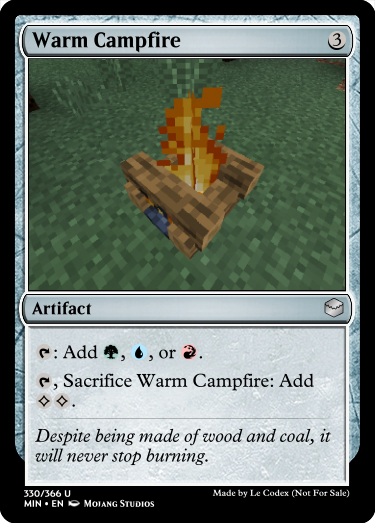 Warm Campfire 3
Artifact
: Add , , or .
, Sacrifice Warm Campfire: Add
.
Despite being made of wood and coal, it
will never stop burning.
330/366 U
MIN • EN Mojang Studios
Made by Le Codex (Not For Sale)